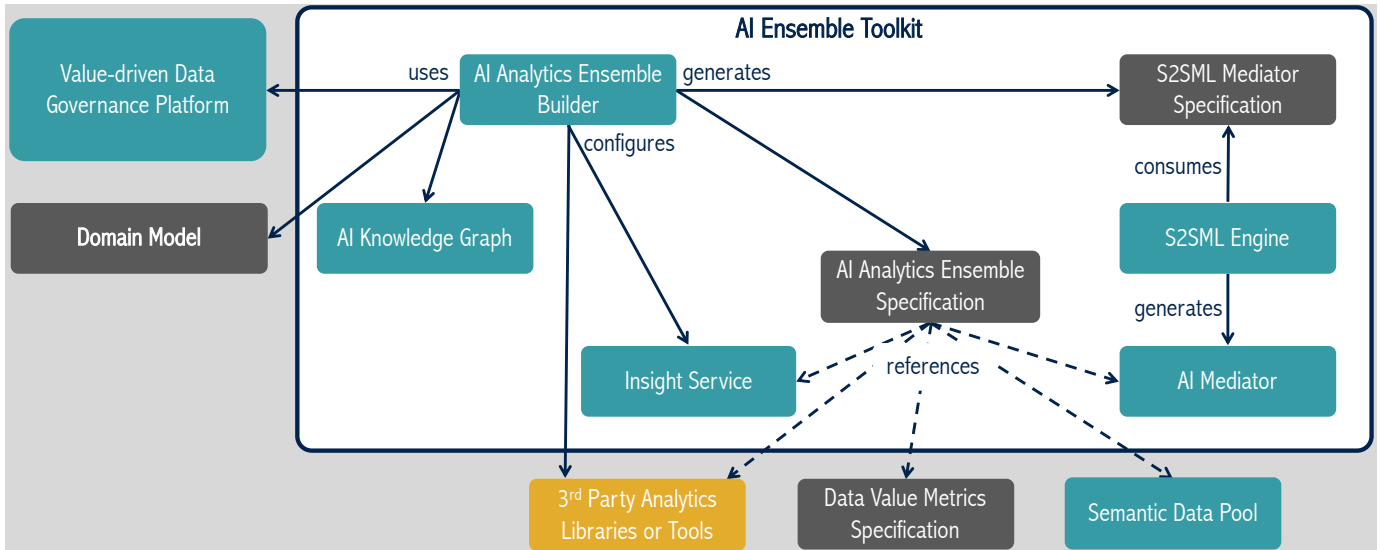 AI Ensemble Toolkit
Value-driven Data
Governance Platform
uses
AI Analytics Ensemble
Builder
generates
S2SML Mediator
Specification
configures
consumes
Domain Model
AI Knowledge Graph
S2SML Engine
AI Analytics Ensemble
Specification
generates
references
Insight Service
AI Mediator
3rd Party Analytics
Libraries or Tools
Data Value Metrics
Specification
Semantic Data Pool